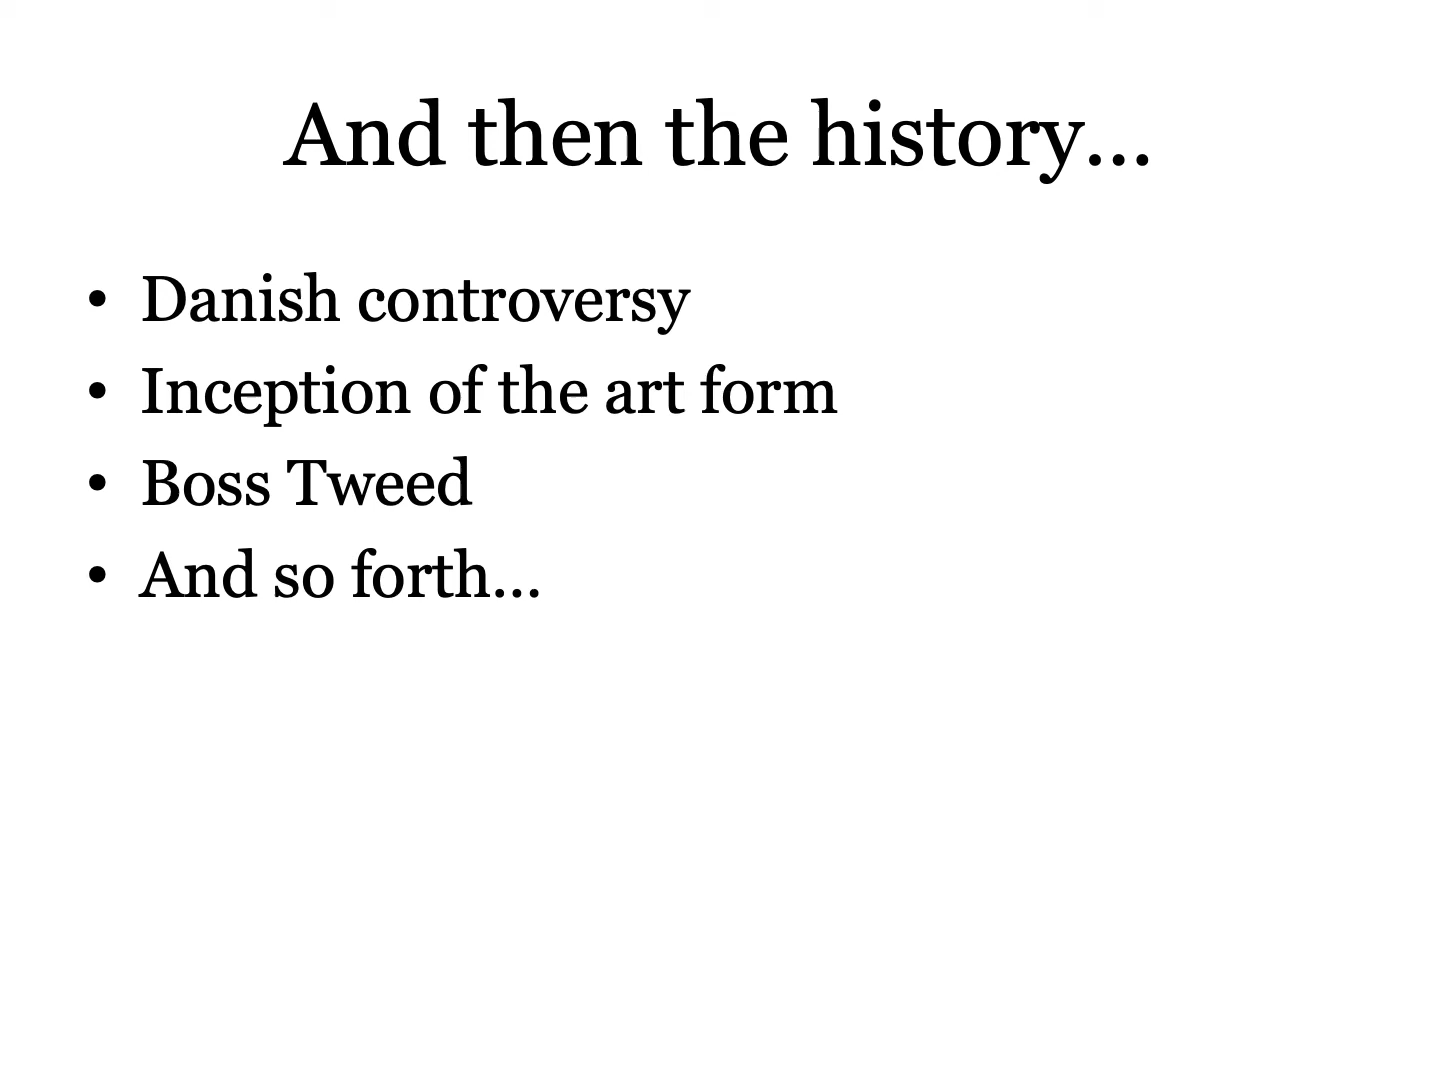 And then the history...
• Danish controversy
• Inception of the art form
• Boss Tweed
• And so forth...